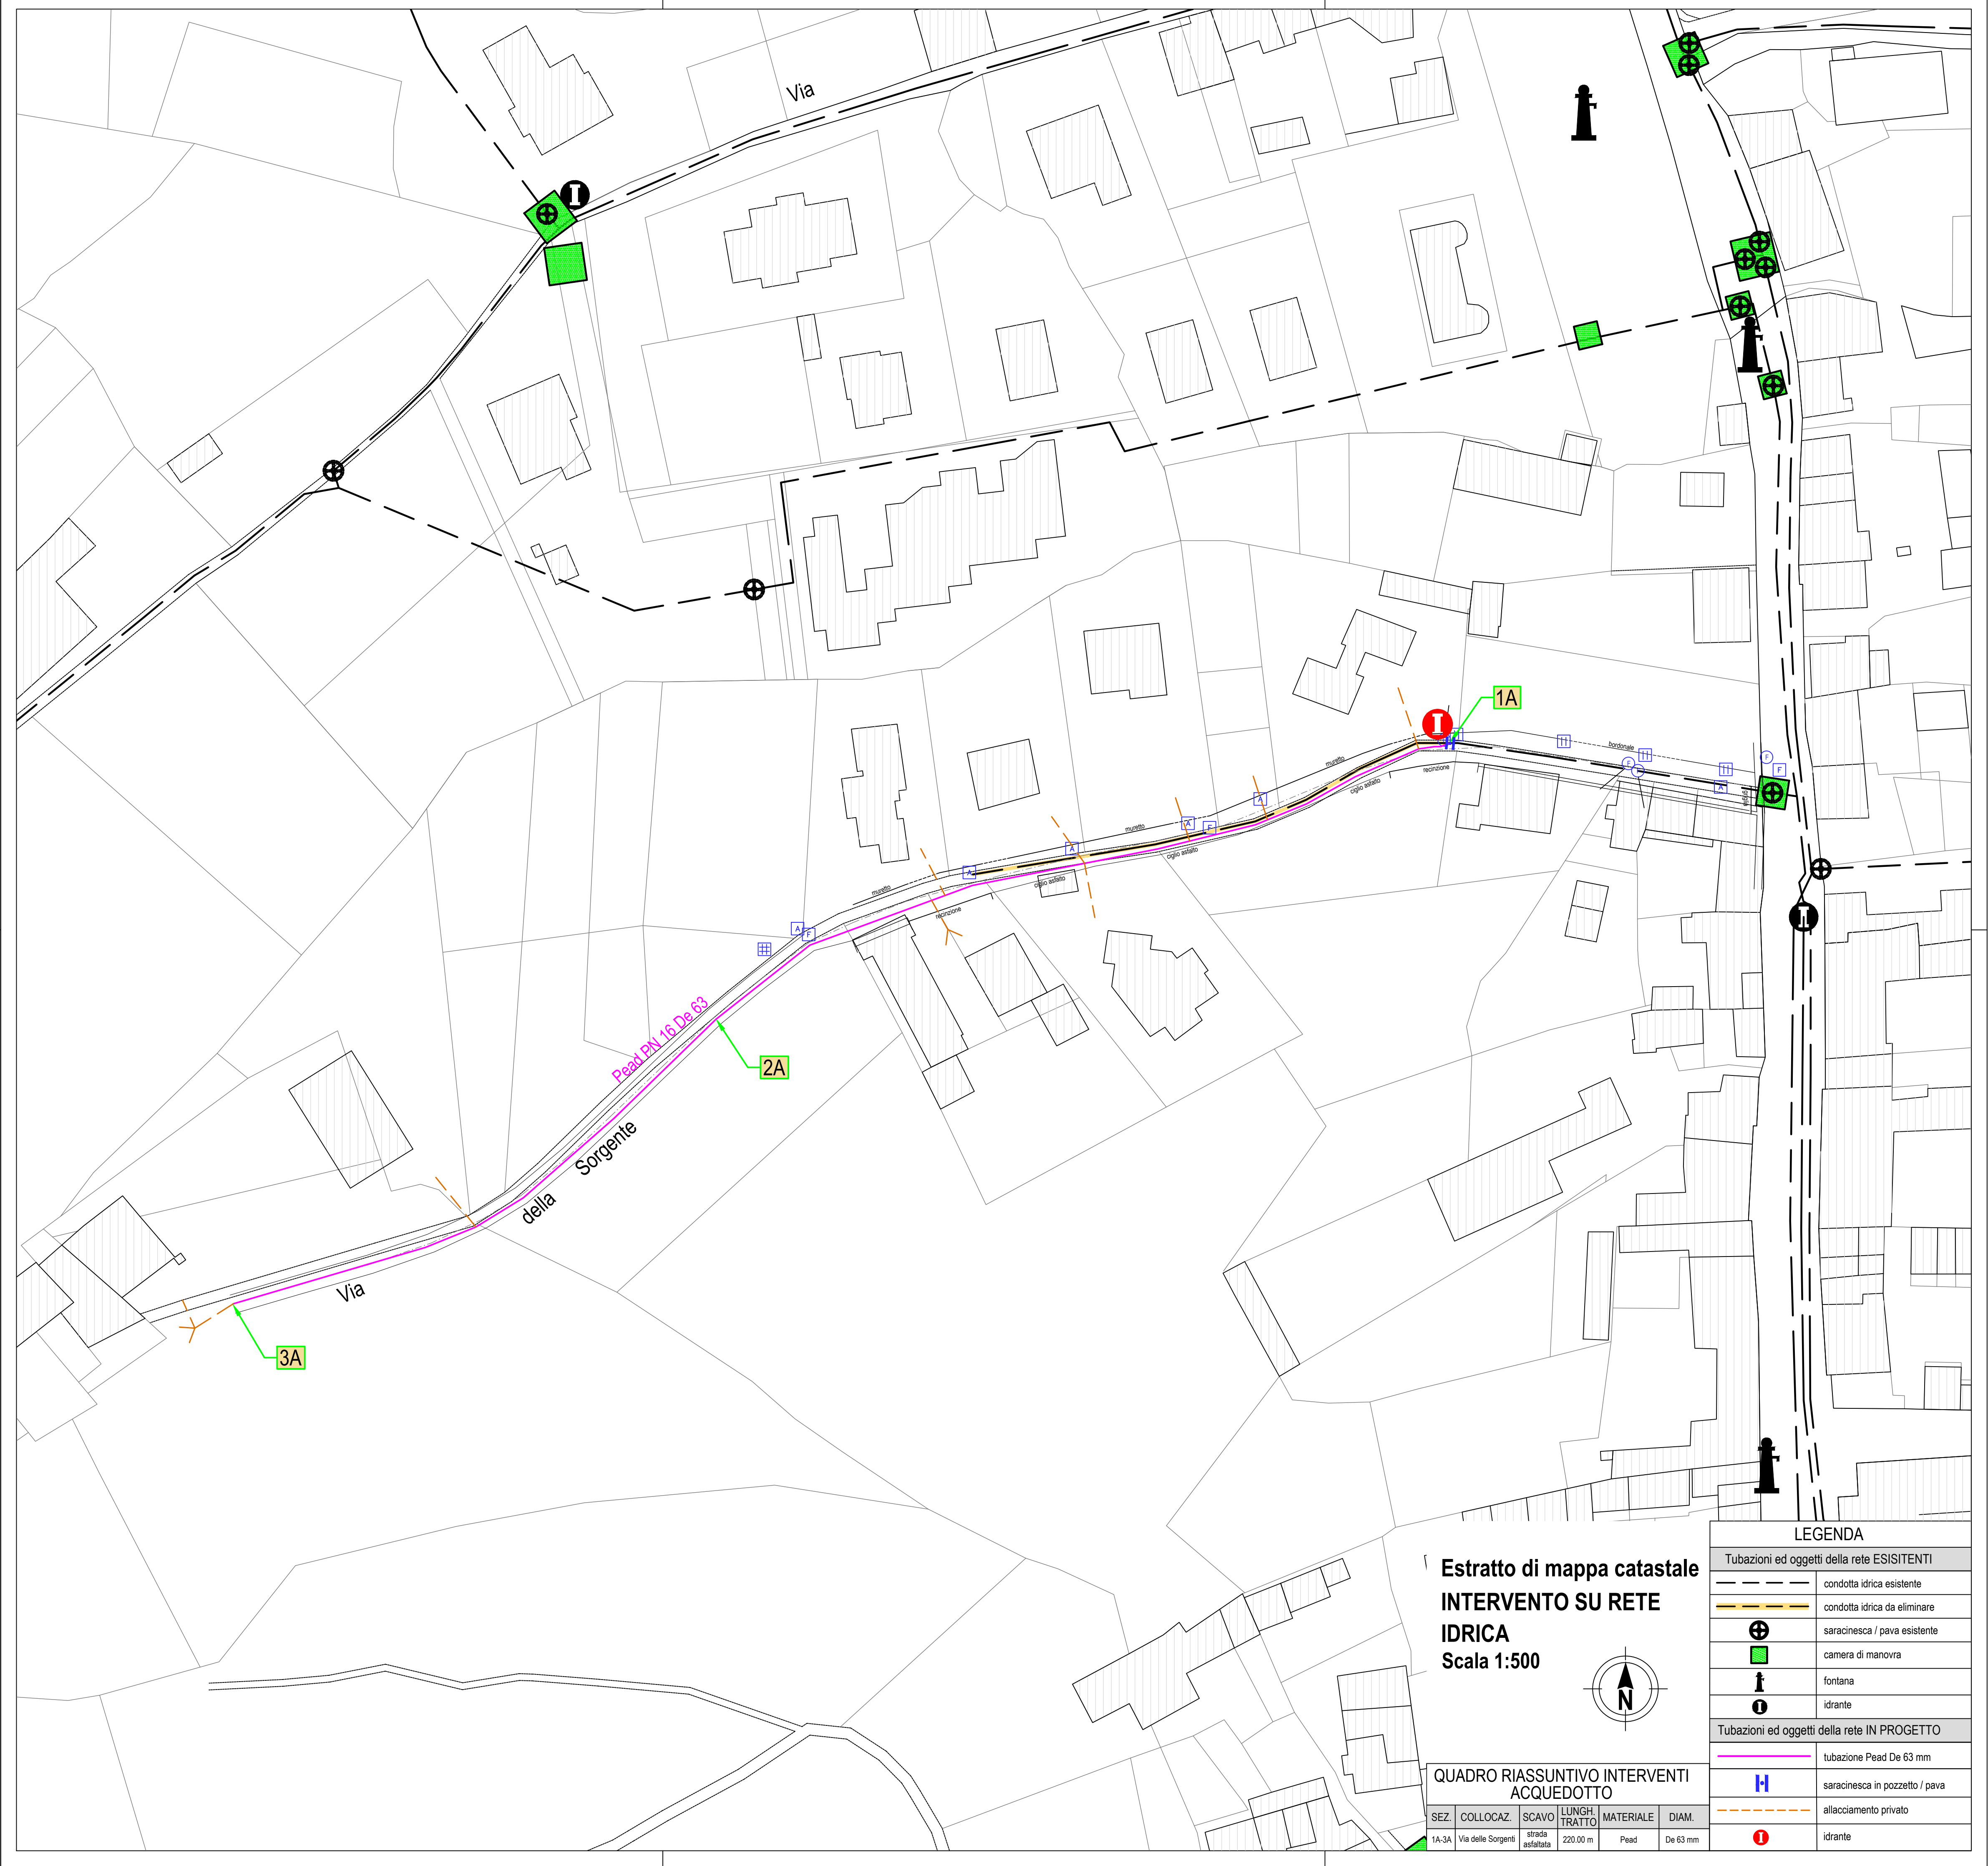 Via
1A
bordonale
muretto
recinzione
ciglio asfalto
griglia
F
F
F
A
A
muretto
A
F
ciglio asfalto
A
muretto
A
ciglio asfalto
recinzione
A
F
Pead PN 16 De 63
2A
Sorgente
della
Via
3A
Estratto di mappa catastale
INTERVENTO SU RETE
IDRICA
Scala 1:500
N
QUADRO RIASSUNTIVO INTERVENTI
ACQUEDOTTO
SEZ. COLLOCAZ. SCAVO LUNGH. TRATTO MATERIALE DIAM.
1A-3A Via delle Sorgenti strada asfaltata 220.00 m Pead De 63 mm
LEGENDA
Tubazioni ed oggetti della rete ESISITENTI
condotta idrica esistente
condotta idrica da eliminare
saracinesca / pava esistente
camera di manovra
fontana
idrante
Tubazioni ed oggetti della rete IN PROGETTO
tubazione Pead De 63 mm
saracinesca in pozzetto / pava
allacciamento privato
idrante